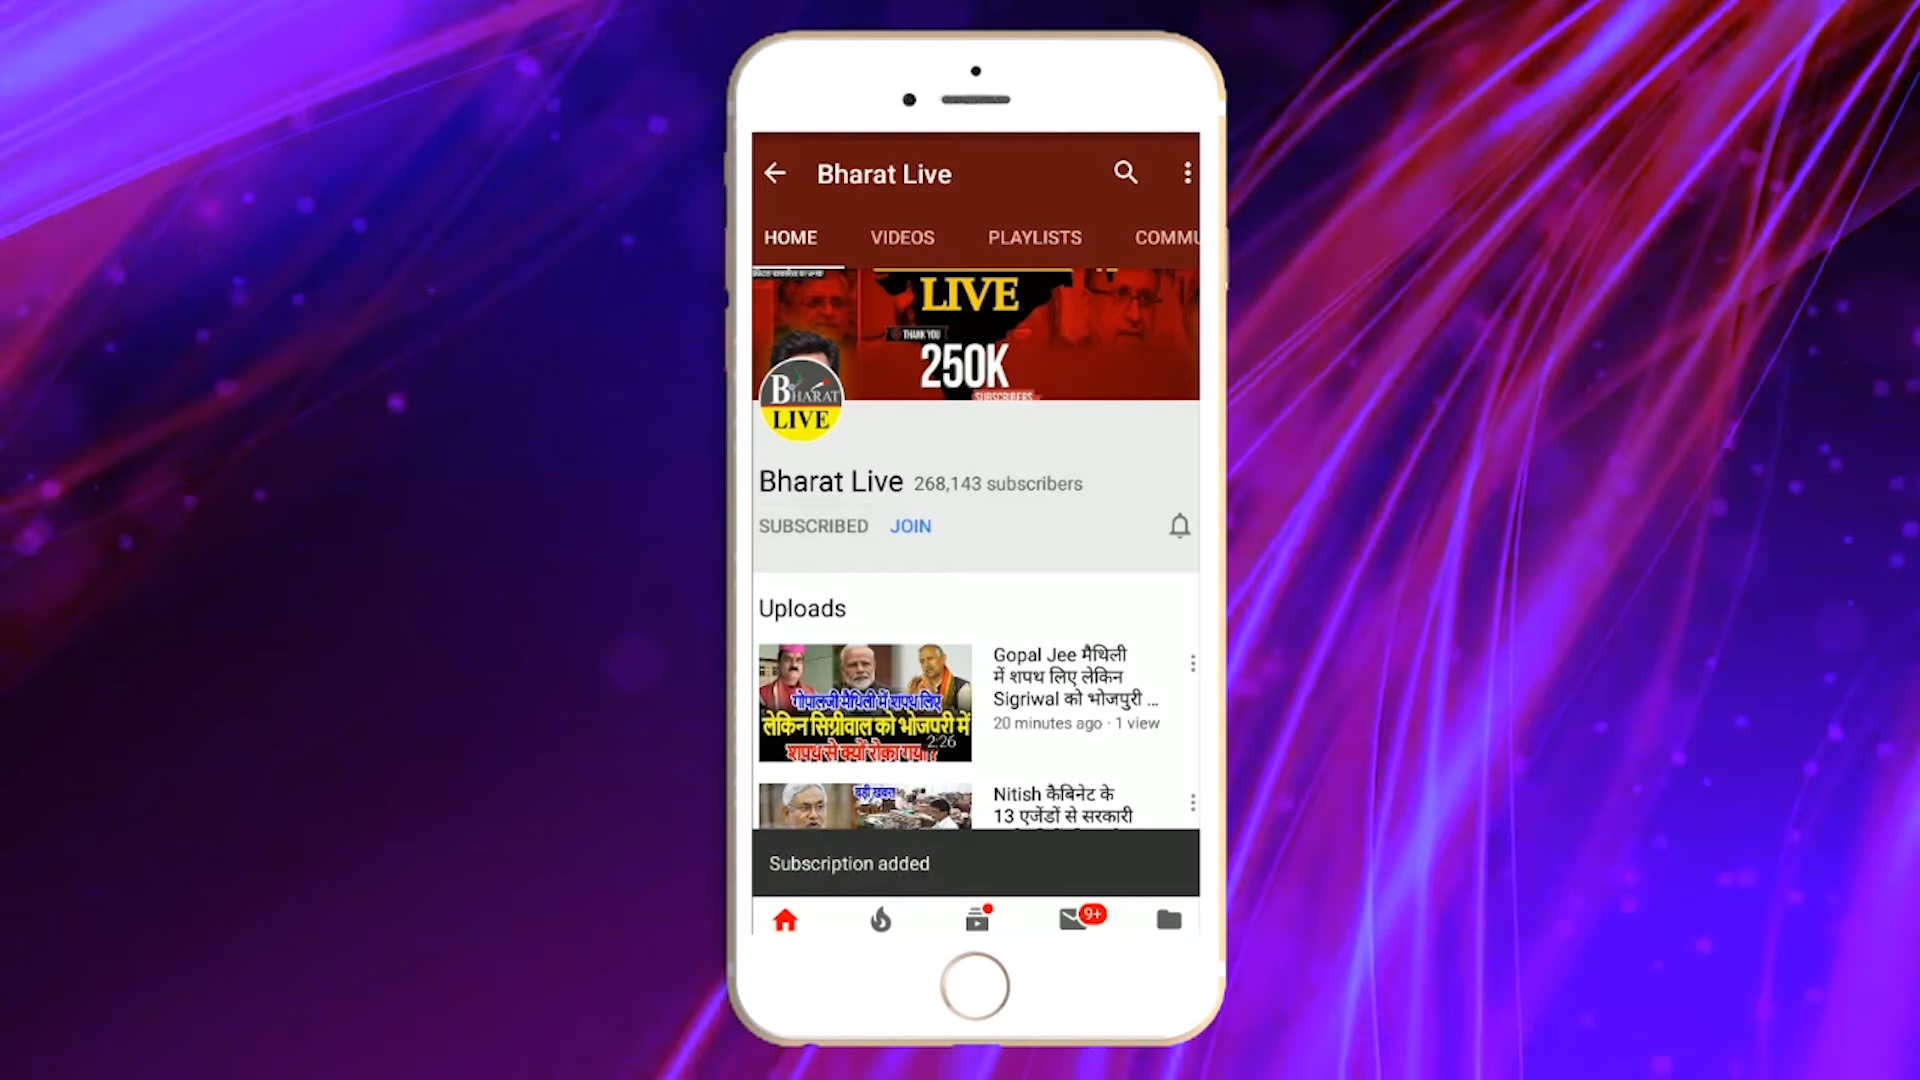 Bharat Live
HOME VIDEOS PLAYLISTS COMMU
LIVE
THANK YOU
250K
SUBSCRIBERS
BHARAT
LIVE
Bharat Live 268,143 subscribers
SUBSCRIBED JOIN
Uploads
गोपालजी मैथिली में शपथ लिए
लेकिन सिग्रीवाल को भोजपुरी में
शपथ से क्यों रोका गया
2:26
Gopal Jee मैथिली
में शपथ लिए लेकिन
Sigriwal को भोजपुरी ...
20 minutes ago · 1 view
बड़ी खबर
Nitish कैबिनेट के
13 एजेंडों से सरकारी
Subscription added
9+